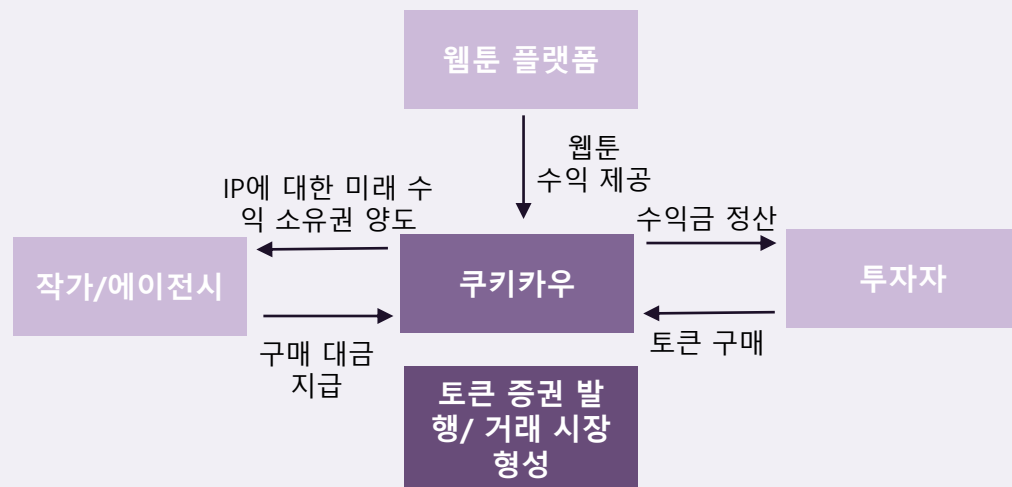 웹툰 플랫폼
웹툰
수익 제공
IP에 대한 미래 수
익 소유권 양도
수익금 정산
작가/에이전시
쿠키카우
투자자
구매 대금
지급
토큰 구매
토큰 증권 발
행/ 거래 시장
형성